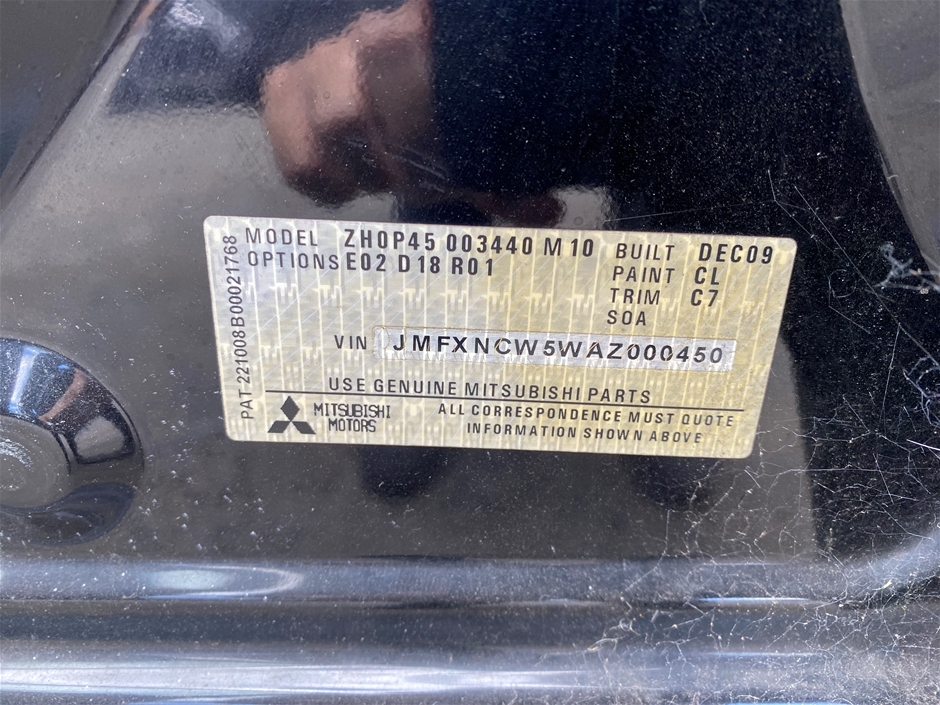 PAT 221008B00021768
MODEL ZH0P45 003440 M10
OPTIONS E02 D18 R01
BUILT DEC09
PAINT CL
TRIM C7
SOA
VIN JMFXNCW5WAZ000450
USE GENUINE MITSUBISHI PARTS
MITSUBISHI
MOTORS
ALL CORRESPONDENCE MUST QUOTE
INFORMATION SHOWN ABOVE